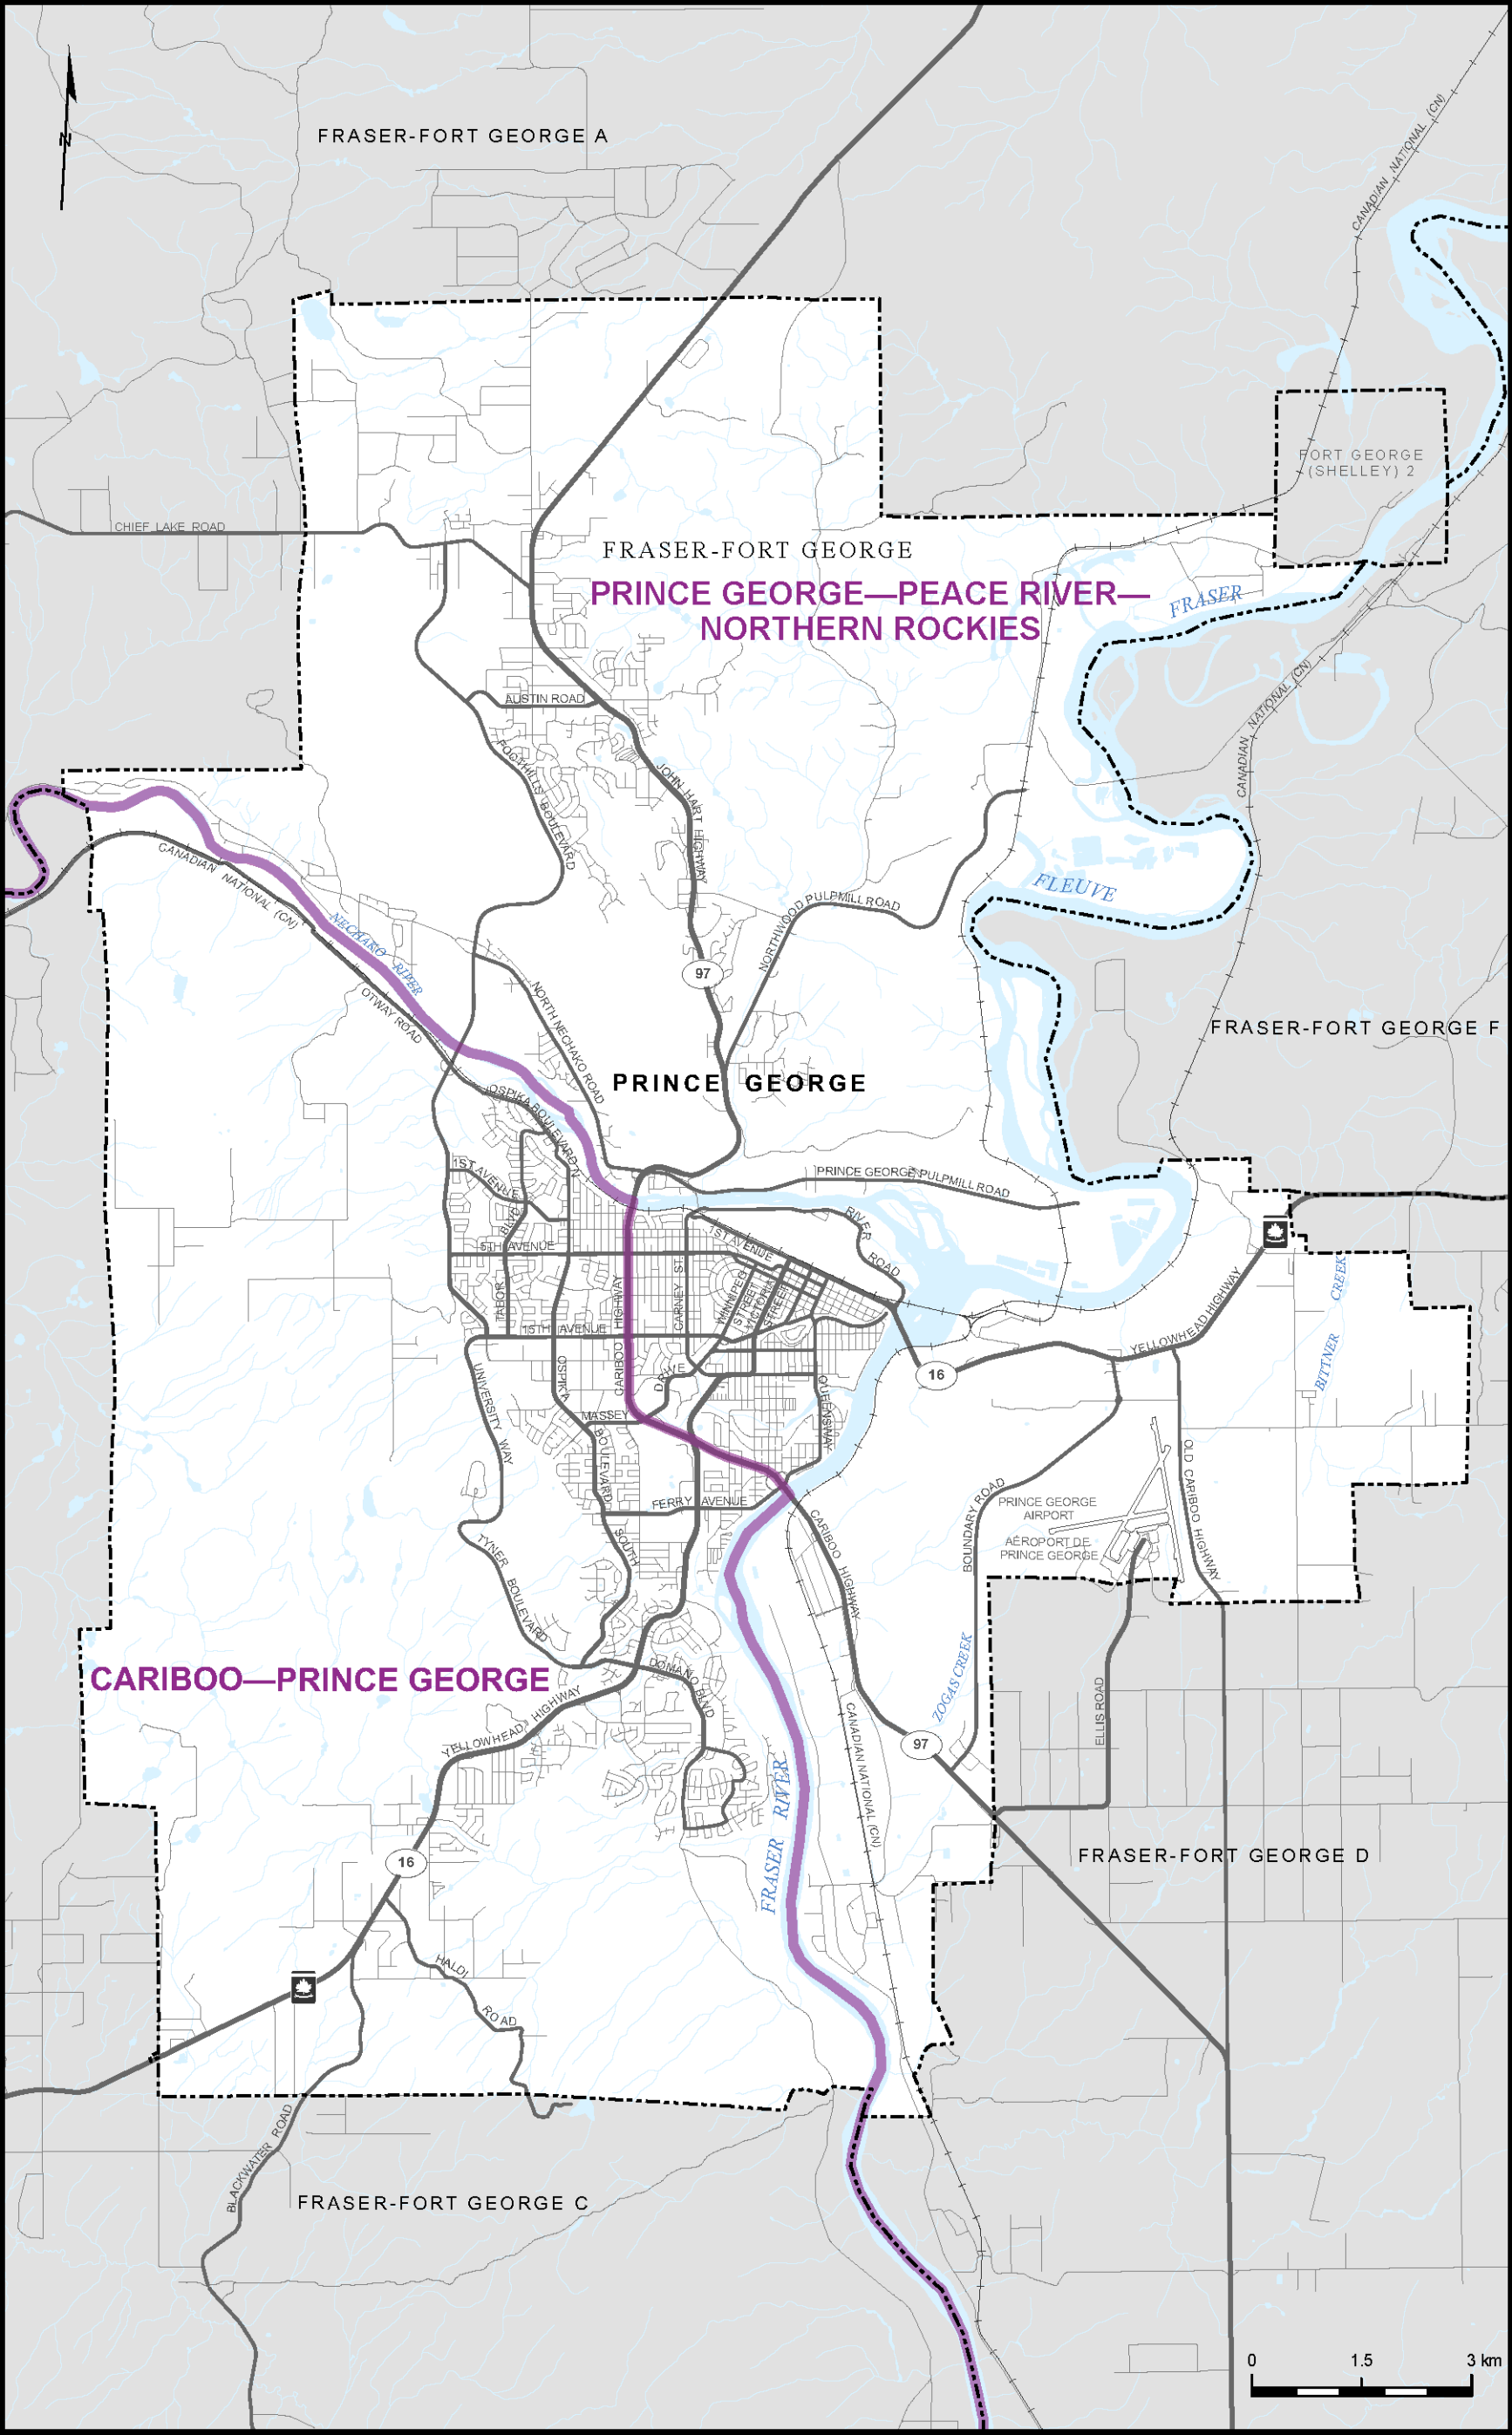 FRASER-FORT GEORGE A
N
CANADIAN NATIONAL (CN)
FORT GEORGE
(SHELLEY) 2
CHIEF LAKE ROAD
FRASER-FORT GEORGE
PRINCE GEORGE—PEACE RIVER—
NORTHERN ROCKIES
FRASER
AUSTIN ROAD
CANADIAN NATIONAL (CN)
FOOTHILLS BOULEVARD
JOHN HART HIGHWAY
CANADIAN
CANADIAN NATIONAL (CN)
FLEUVE
NORTHWOOD PULPMILL ROAD
NECHAKO RIVER
97
OTWAY ROAD
NORTH NECHAKO ROAD
FRASER-FORT GEORGE F
PRINCE GEORGE
OSPIKA BOULEVARD N.
1ST AVENUE
PRINCE GEORGE PULPMILL ROAD
BLVD
RIVER ROAD
5TH AVENUE
1ST AVENUE
TABOR
CARIBOO HIGHWAY
CARNEY ST.
WINNIPEG
STREET
VICTORIA
STREET
BITTNER CREEK
15TH AVENUE
YELLOWHEAD HIGHWAY
16
UNIVERSITY WAY
OSPIKA
DRIVE
MASSEY
QUEENSWAY
BOULEVARD
OLD CARIBOO HIGHWAY
FERRY AVENUE
PRINCE GEORGE
AIRPORT
AÉROPORT DE
PRINCE GEORGE
BOUNDARY ROAD
SOUTH
TYNER BOULEVARD
CARIBOO HIGHWAY
CARIBOO—PRINCE GEORGE
DOMANO BLVD
ZOGAS CREEK
ELLIS ROAD
YELLOWHEAD HIGHWAY
CANADIAN NATIONAL (CN)
97
FRASER RIVER
16
FRASER-FORT GEORGE D
HALDI
ROAD
BLACKWATER ROAD
FRASER-FORT GEORGE C
0 1.5 3 km